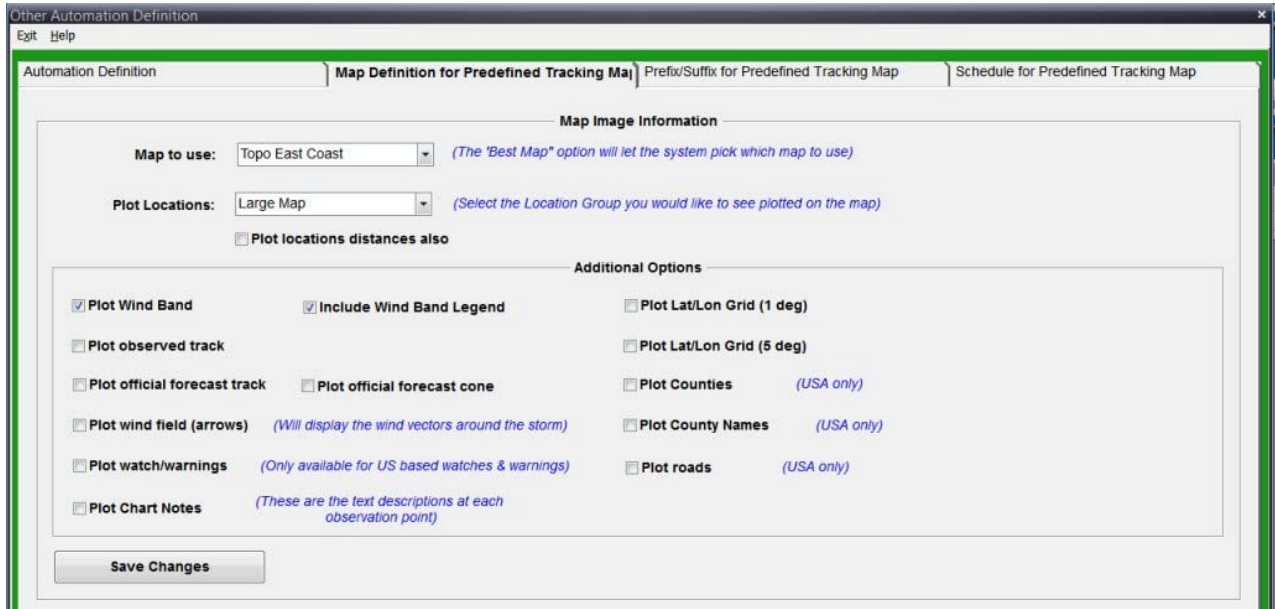 Other Automation Definition
Exit Help
Automation Definition
Map Definition for Predefined Tracking Map
Prefix/Suffix for Predefined Tracking Map
Schedule for Predefined Tracking Map
Map Image Information
Map to use: Topo East Coast (The 'Best Map" option will let the system pick which map to use)
Plot Locations: Large Map (Select the Location Group you would like to see plotted on the map)
Plot locations distances also
Additional Options
Plot Wind Band Include Wind Band Legend Plot Lat/Lon Grid (1 deg)
Plot observed track Plot Lat/Lon Grid (5 deg)
Plot official forecast track Plot official forecast cone Plot Counties (USA only)
Plot wind field (arrows) (Will display the wind vectors around the storm) Plot County Names (USA only)
Plot watch/warnings (Only available for US based watches & warnings) Plot roads (USA only)
Plot Chart Notes (These are the text descriptions at each
observation point)
Save Changes